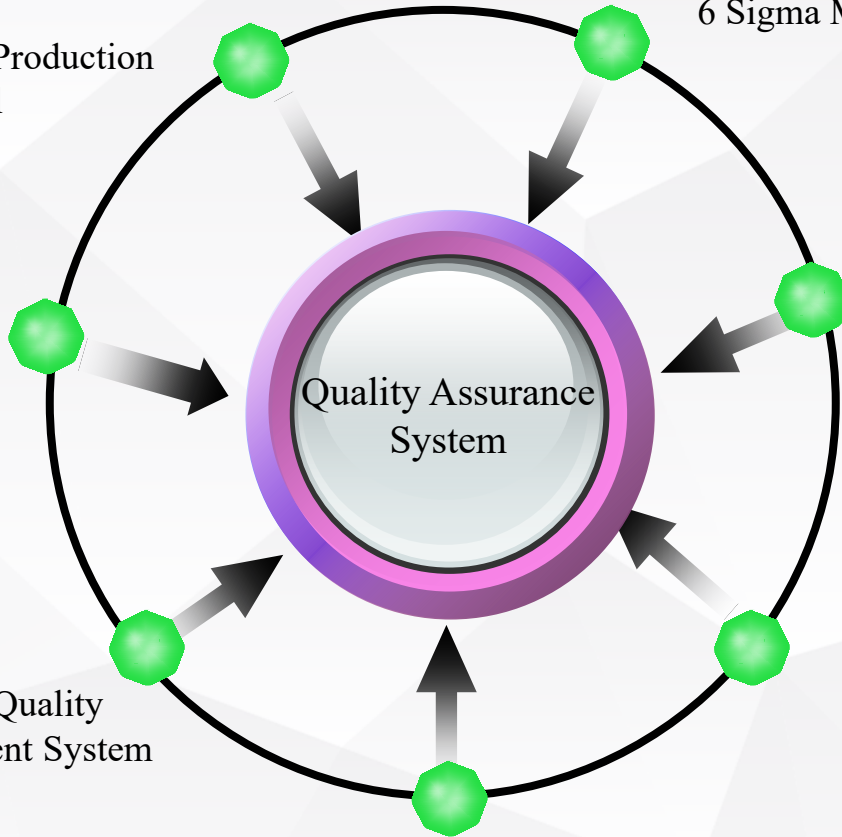 6 Sigma M
Production
Quality Assurance
System
Quality
ent System